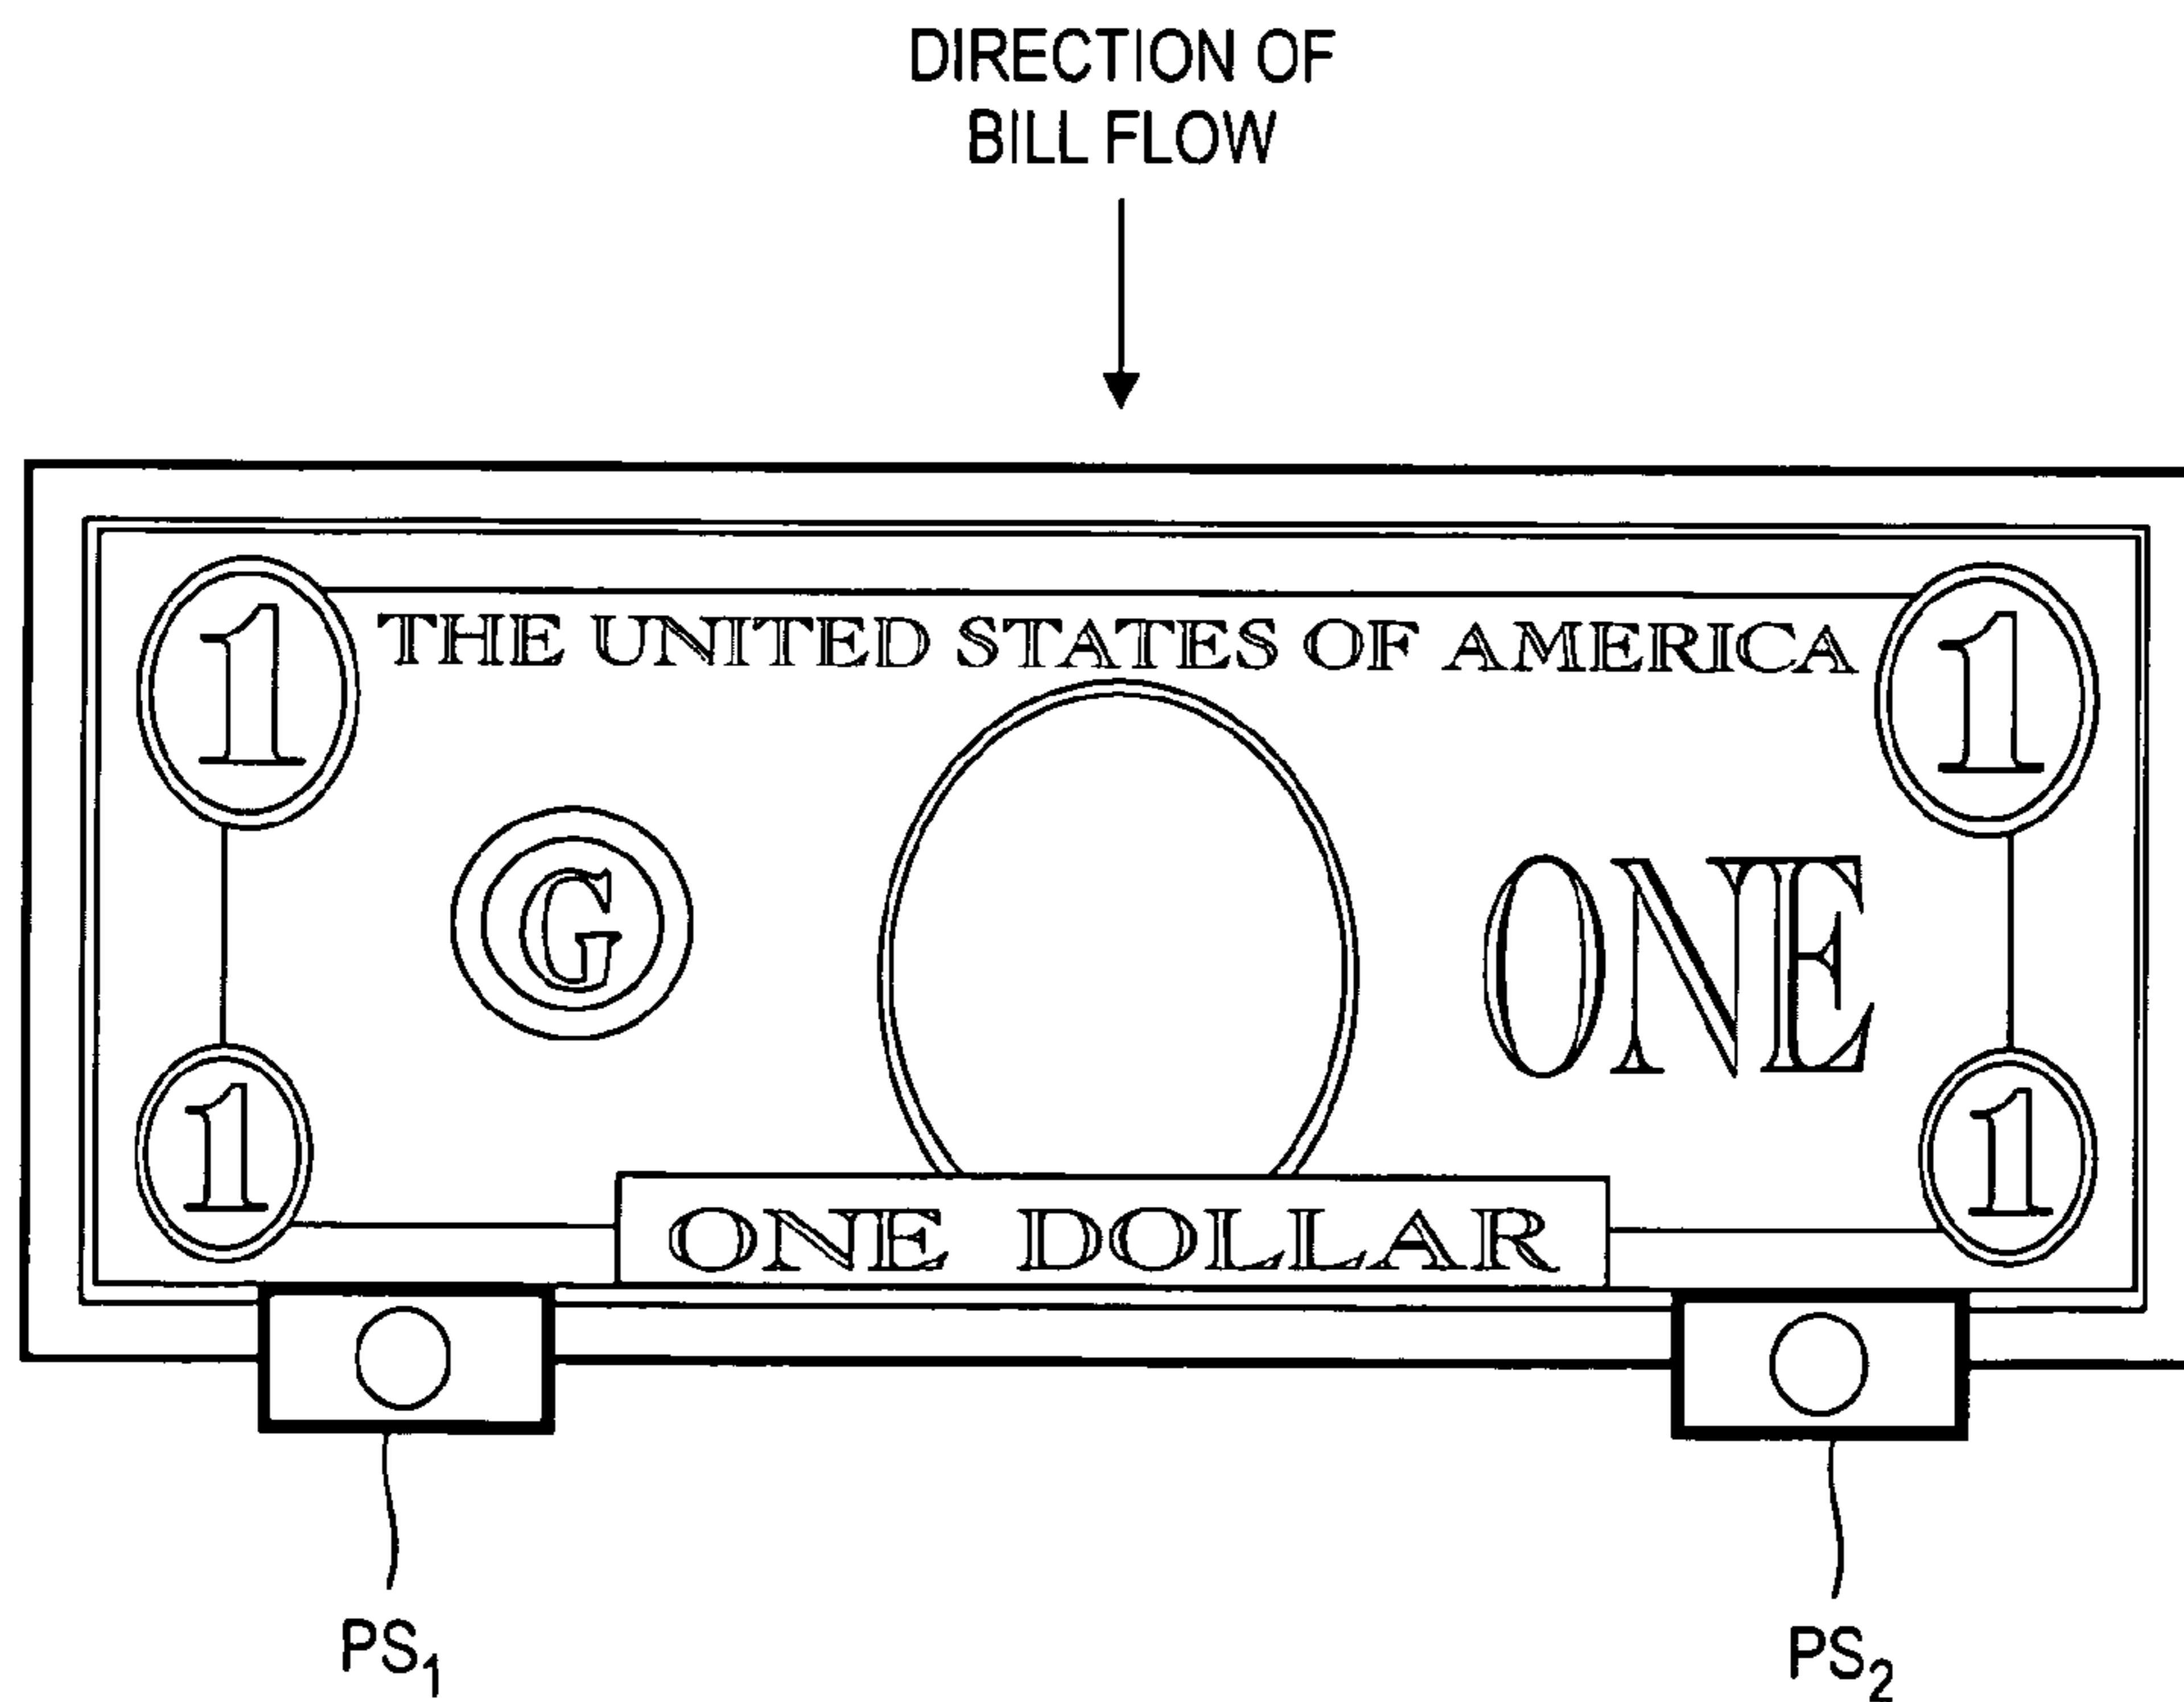 DIRECTION OF
BILL FLOW
1 THE UNITED STATES OF AMERICA 1
G ONE
1 1
ONE DOLLAR
PS₁ PS₂